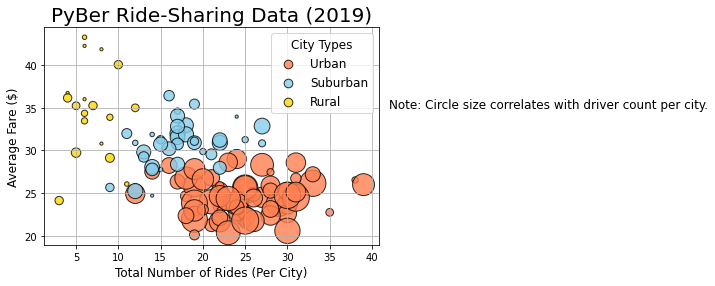 PyBer Ride-Sharing Data (2019)
City Types
Urban
Suburban
Rural
Note: Circle size correlates with driver count per city.
Average Fare ($)
40
35
30
25
20
5
10
15
20
25
30
35
40
Total Number of Rides (Per City)